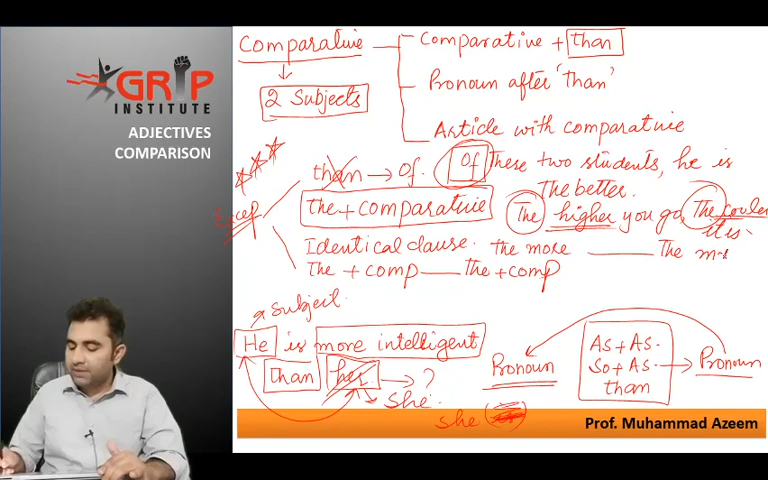 GRIP
INSTITUTE
ADJECTIVES
COMPARISON
Comparative
2 Subjects
Comparative + than
Pronoun after 'Than'
Article with comparative
Excep
than → Of. Of These two students, he is
The better.
the + comparative
The higher you go, The cooler
it is.
Identical clause. The more The m
The + comp The + comp
Subject.
He is more intelligent
than her → ?
She.
she
Pronoun
As + As.
So + As.
than
Pronoun
Prof. Muhammad Azeem